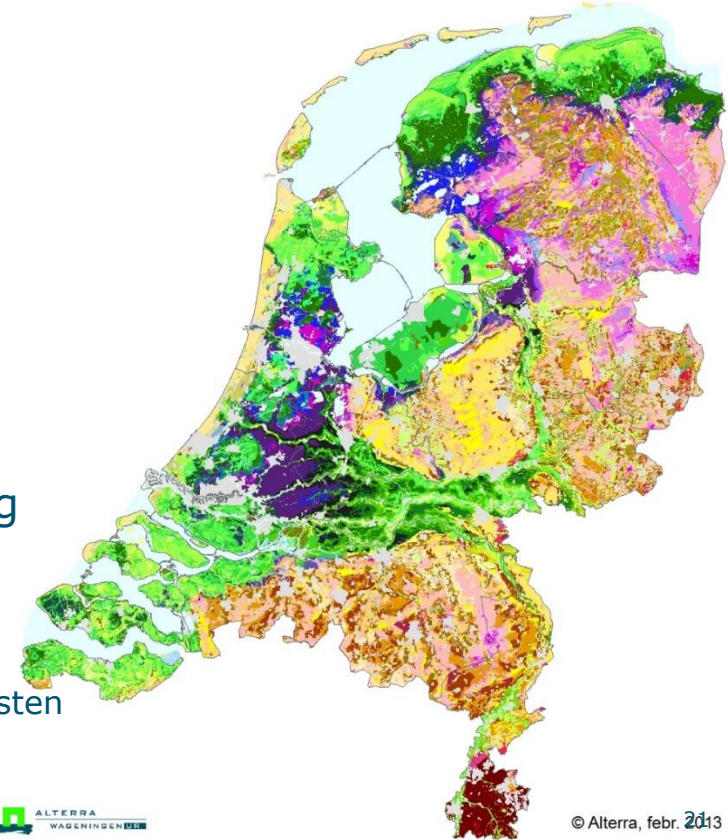 g
sten
ALTERRA
WAGENINGEN UR
© Alterra, febr. 2013
21